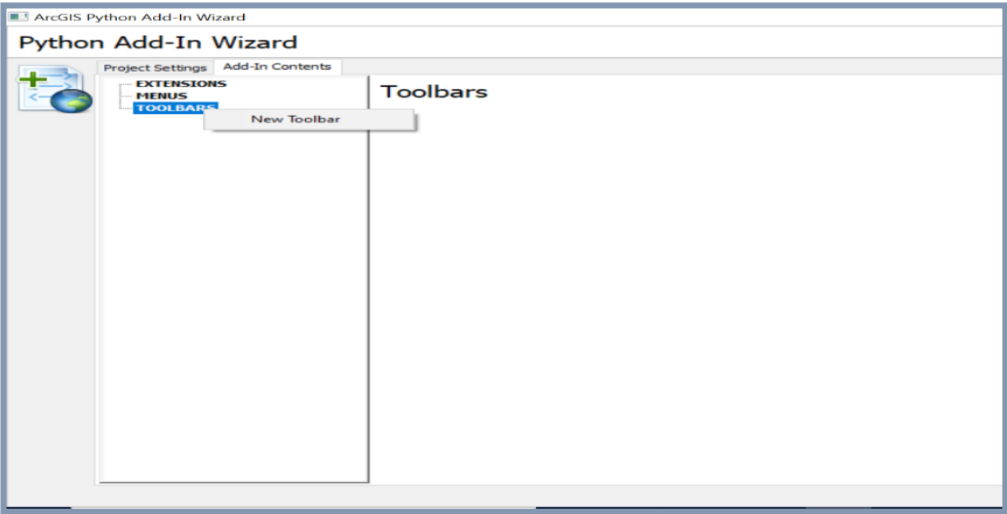 ArcGIS Python Add-In Wizard
Python Add-In Wizard
Project Settings Add-In Contents
EXTENSIONS
MENUS
TOOLBARS
New Toolbar
Toolbars